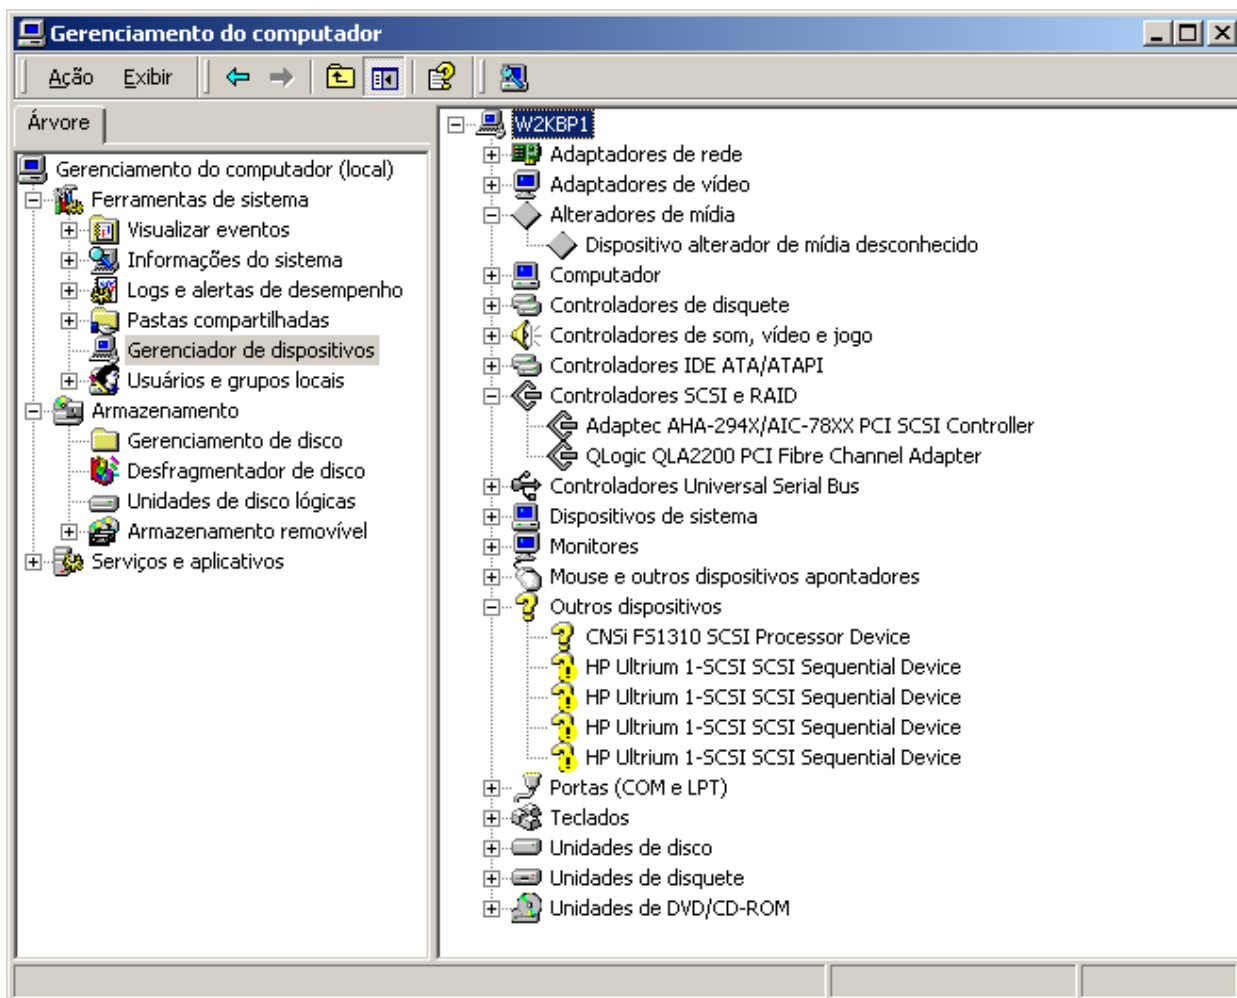 Gerenciamento do computador
Ação Exibir
Árvore
Gerenciamento do computador (local)
Ferramentas de sistema
Visualizar eventos
Informações do sistema
Logs e alertas de desempenho
Pastas compartilhadas
Gerenciador de dispositivos
Usuários e grupos locais
Armazenamento
Gerenciamento de disco
Desfragmentador de disco
Unidades de disco lógicas
Armazenamento removível
Serviços e aplicativos
W2KBP1
Adaptadores de rede
Adaptadores de vídeo
Alteradores de mídia
Dispositivo alterador de mídia desconhecido
Computador
Controladores de disquete
Controladores de som, vídeo e jogo
Controladores IDE ATA/ATAPI
Controladores SCSI e RAID
Adaptec AHA-294X/AIC-78XX PCI SCSI Controller
QLogic QLA2200 PCI Fibre Channel Adapter
Controladores Universal Serial Bus
Dispositivos de sistema
Monitores
Mouse e outros dispositivos apontadores
Outros dispositivos
CNSi FS1310 SCSI Processor Device
HP Ultrium 1-SCSI SCSI Sequential Device
HP Ultrium 1-SCSI SCSI Sequential Device
HP Ultrium 1-SCSI SCSI Sequential Device
HP Ultrium 1-SCSI SCSI Sequential Device
Portas (COM e LPT)
Teclados
Unidades de disco
Unidades de disquete
Unidades de DVD/CD-ROM